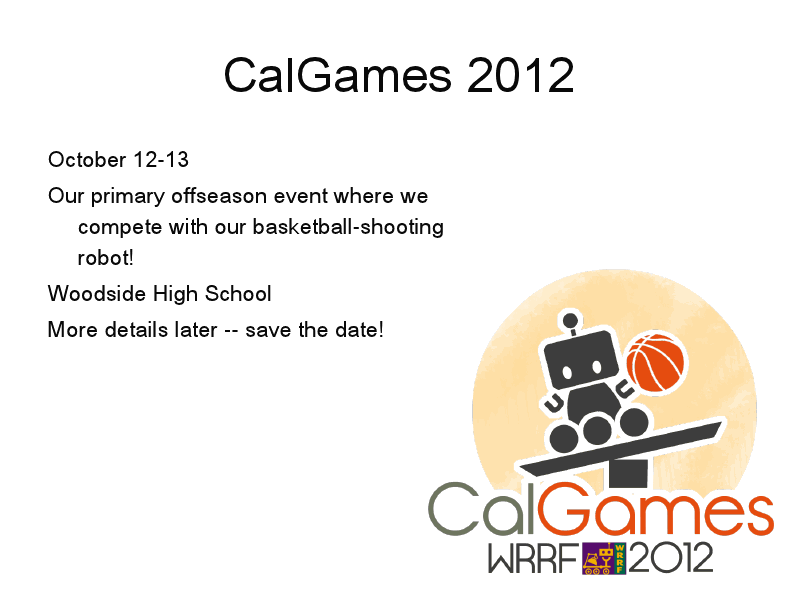 CalGames 2012
October 12-13
Our primary offseason event where we
compete with our basketball-shooting
robot!
Woodside High School
More details later -- save the date!
CalGames
WRRF WRRF 2012